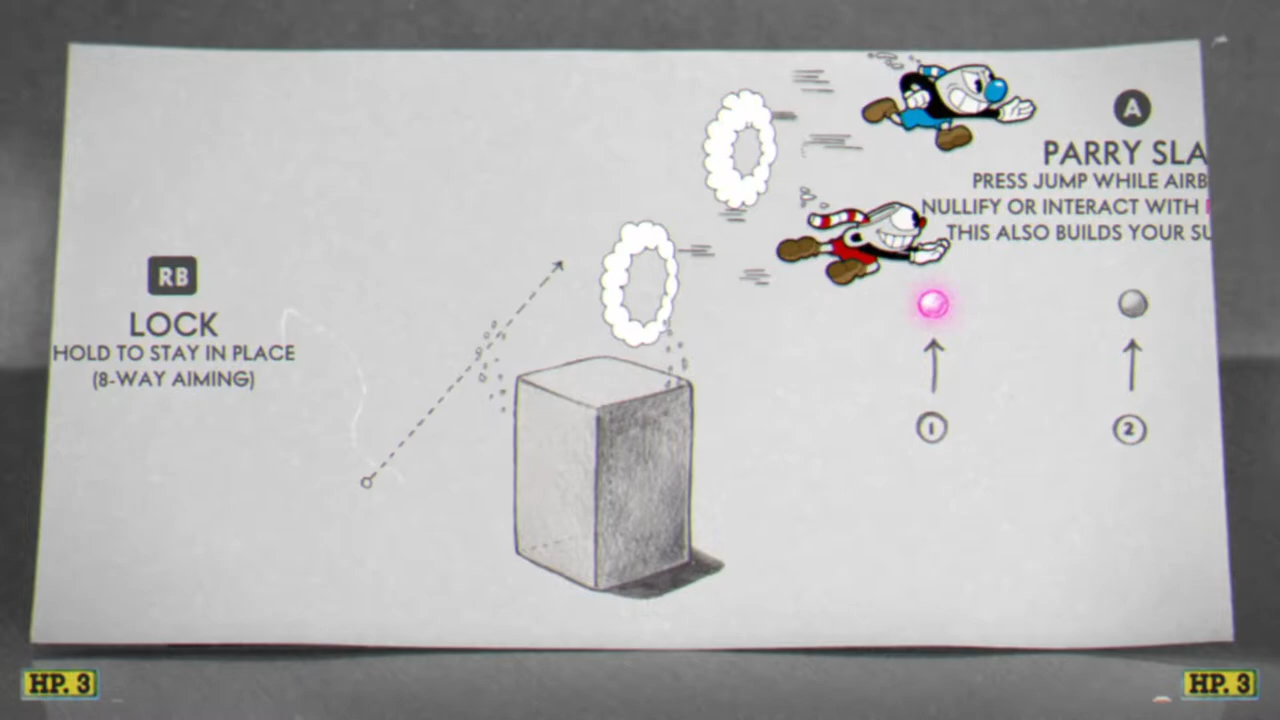 RB
LOCK
HOLD TO STAY IN PLACE
(8-WAY AIMING)
A
PARRY SLA
PRESS JUMP WHILE AIRB
NULLIFY OR INTERACT WITH
THIS ALSO BUILDS YOUR SU
1
2
HP. 3
HP. 3